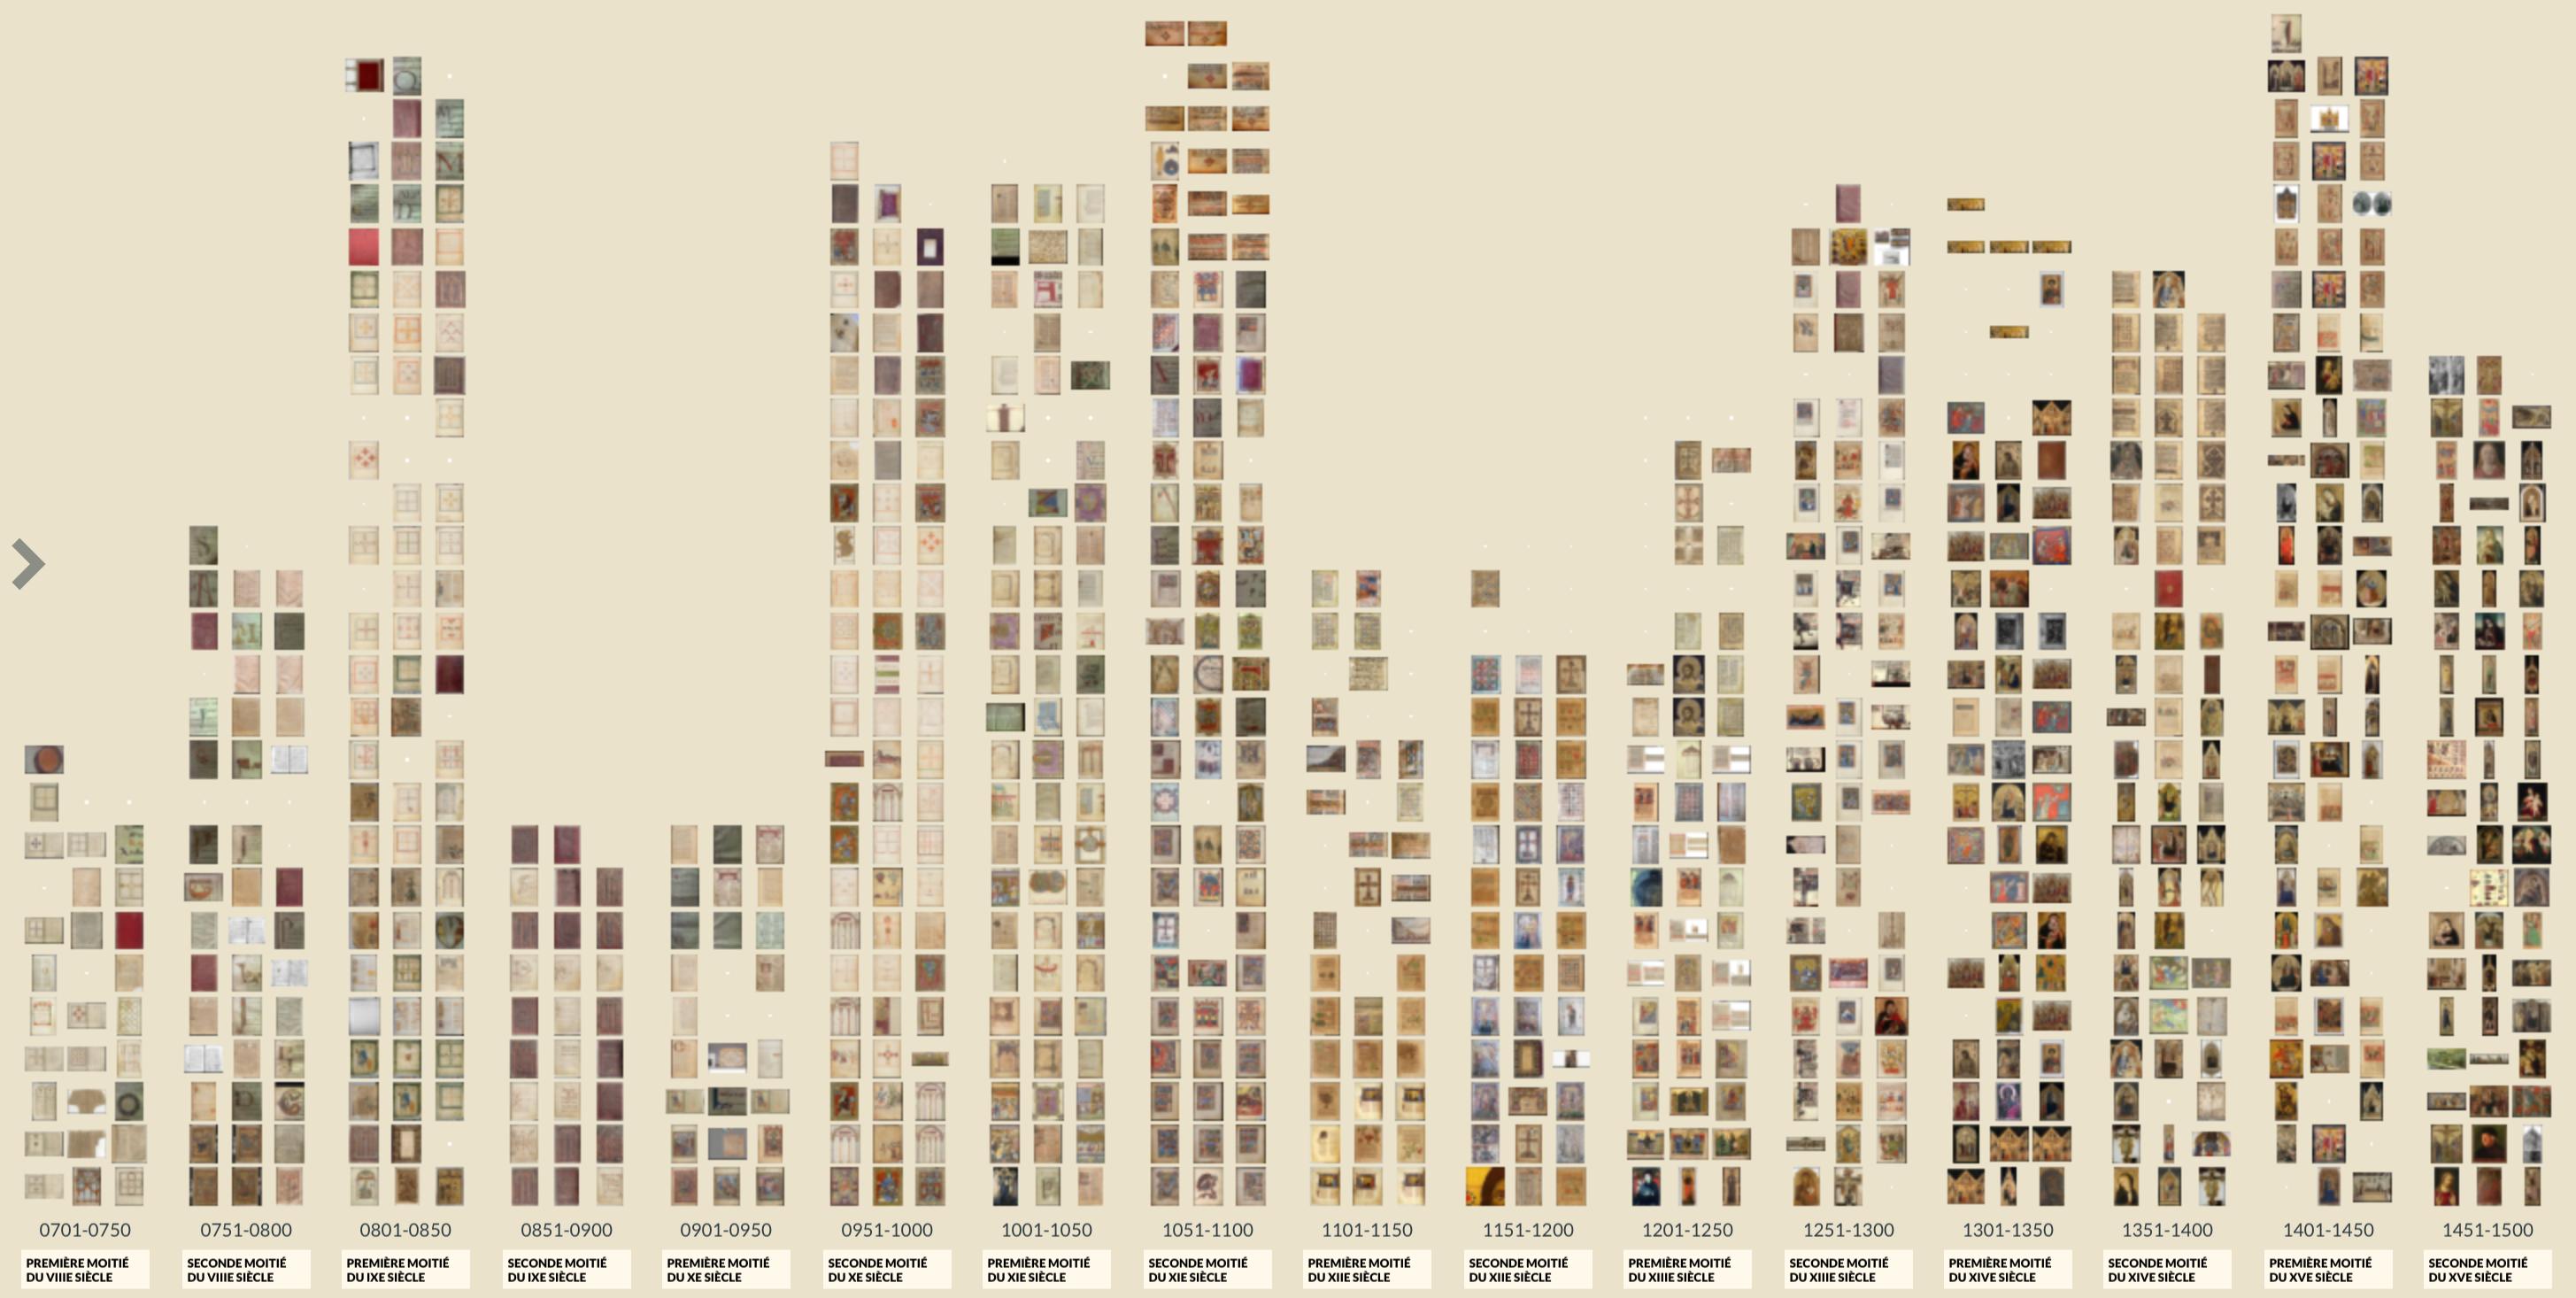 0701-0750
PREMIÈRE MOITIÉ
DU VIIIE SIÈCLE
0751-0800
SECONDE MOITIÉ
DU VIIIE SIÈCLE
0801-0850
PREMIÈRE MOITIÉ
DU IXE SIÈCLE
0851-0900
SECONDE MOITIÉ
DU IXE SIÈCLE
0901-0950
PREMIÈRE MOITIÉ
DU XE SIÈCLE
0951-1000
SECONDE MOITIÉ
DU XE SIÈCLE
1001-1050
PREMIÈRE MOITIÉ
DU XIE SIÈCLE
1051-1100
SECONDE MOITIÉ
DU XIE SIÈCLE
1101-1150
PREMIÈRE MOITIÉ
DU XIIE SIÈCLE
1151-1200
SECONDE MOITIÉ
DU XIIE SIÈCLE
1201-1250
PREMIÈRE MOITIÉ
DU XIIIE SIÈCLE
1251-1300
SECONDE MOITIÉ
DU XIIIE SIÈCLE
1301-1350
PREMIÈRE MOITIÉ
DU XIVE SIÈCLE
1351-1400
SECONDE MOITIÉ
DU XIVE SIÈCLE
1401-1450
PREMIÈRE MOITIÉ
DU XVE SIÈCLE
1451-1500
SECONDE MOITIÉ
DU XVE SIÈCLE